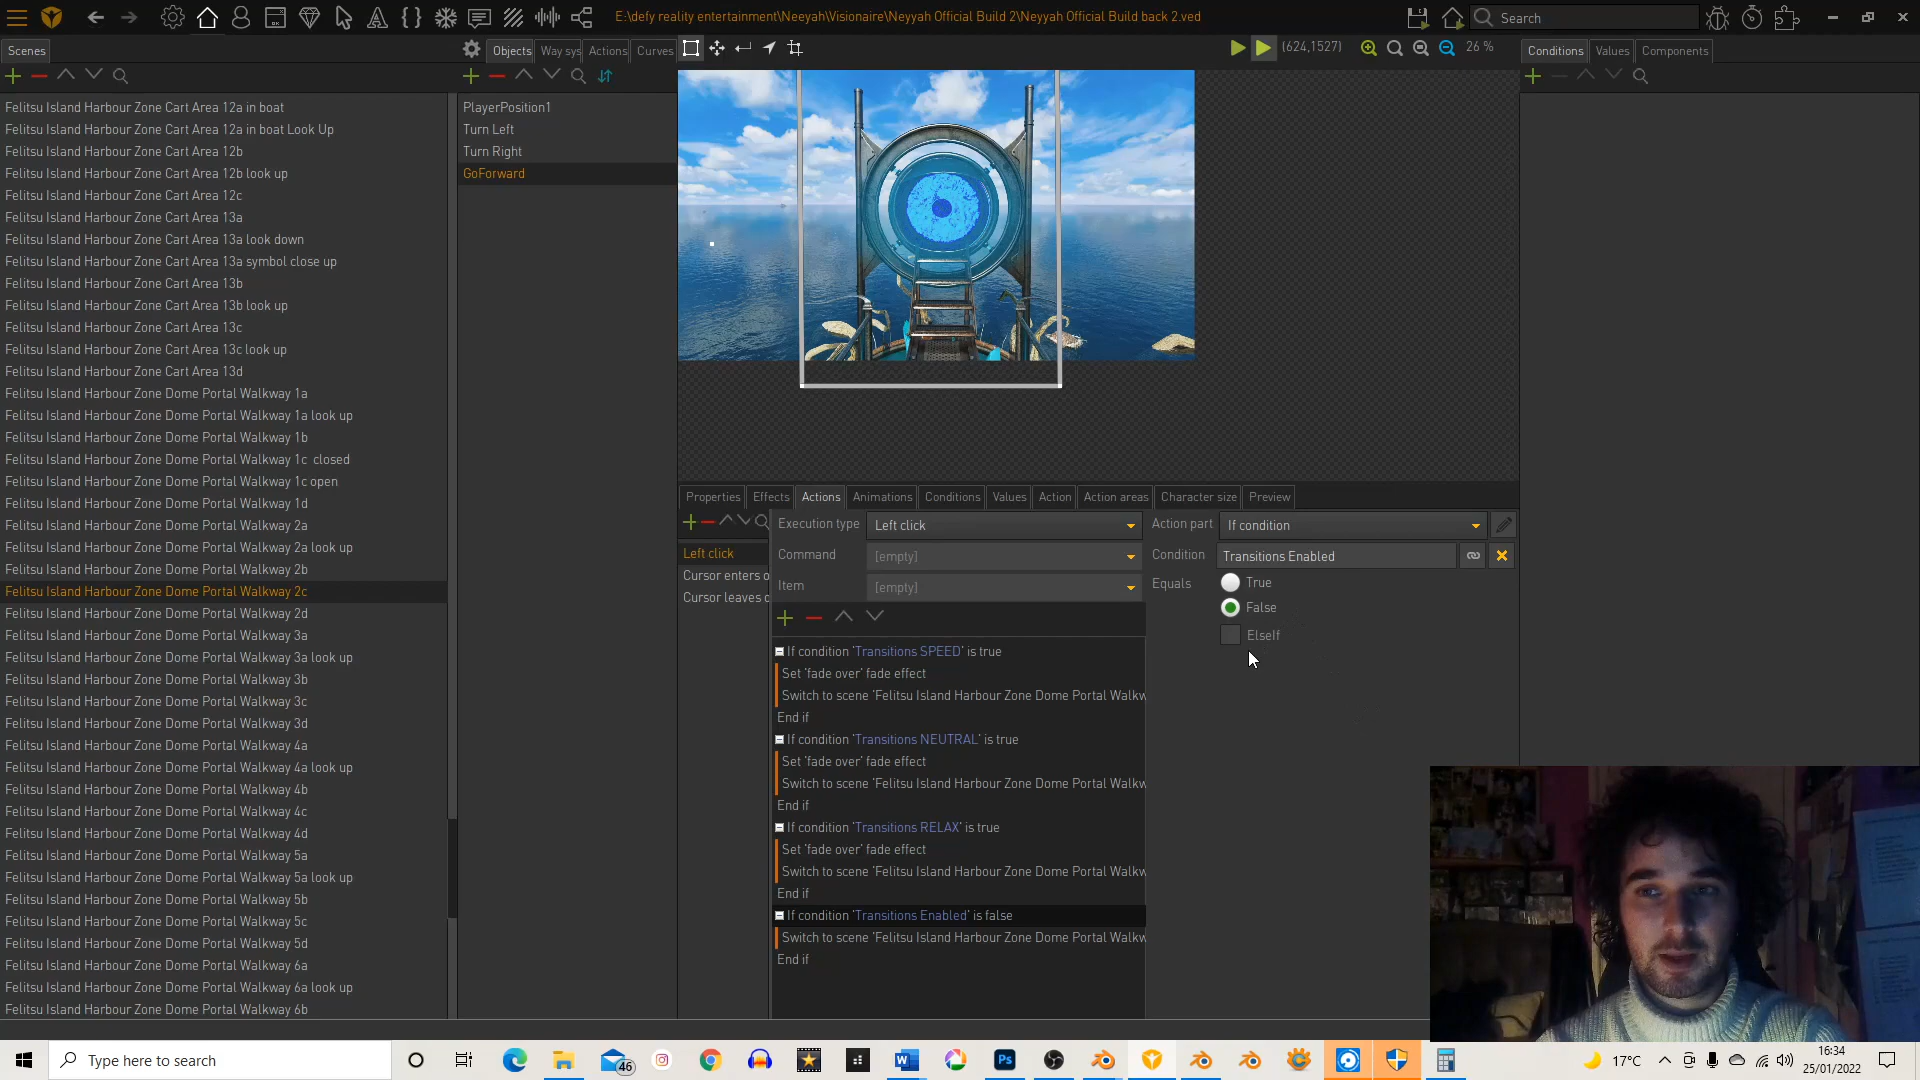 E:\defy reality entertainment\Neeyah\Visionaire\Neyyah Official Build 2\Neyyah Official Build back 2.ved
Search
Scenes
Objects
Way sys
Actions
Curves
(624,1527)
26 %
Conditions
Values
Components
Felitsu Island Harbour Zone Cart Area 12a in boat
Felitsu Island Harbour Zone Cart Area 12a in boat Look Up
Felitsu Island Harbour Zone Cart Area 12b
Felitsu Island Harbour Zone Cart Area 12b look up
Felitsu Island Harbour Zone Cart Area 12c
Felitsu Island Harbour Zone Cart Area 13a
Felitsu Island Harbour Zone Cart Area 13a look down
Felitsu Island Harbour Zone Cart Area 13a symbol close up
Felitsu Island Harbour Zone Cart Area 13b
Felitsu Island Harbour Zone Cart Area 13b look up
Felitsu Island Harbour Zone Cart Area 13c
Felitsu Island Harbour Zone Cart Area 13c look up
Felitsu Island Harbour Zone Cart Area 13d
Felitsu Island Harbour Zone Dome Portal Walkway 1a
Felitsu Island Harbour Zone Dome Portal Walkway 1a look up
Felitsu Island Harbour Zone Dome Portal Walkway 1b
Felitsu Island Harbour Zone Dome Portal Walkway 1c  closed
Felitsu Island Harbour Zone Dome Portal Walkway 1c open
Felitsu Island Harbour Zone Dome Portal Walkway 1d
Felitsu Island Harbour Zone Dome Portal Walkway 2a
Felitsu Island Harbour Zone Dome Portal Walkway 2a look up
Felitsu Island Harbour Zone Dome Portal Walkway 2b
Felitsu Island Harbour Zone Dome Portal Walkway 2c
Felitsu Island Harbour Zone Dome Portal Walkway 2d
Felitsu Island Harbour Zone Dome Portal Walkway 3a
Felitsu Island Harbour Zone Dome Portal Walkway 3a look up
Felitsu Island Harbour Zone Dome Portal Walkway 3b
Felitsu Island Harbour Zone Dome Portal Walkway 3c
Felitsu Island Harbour Zone Dome Portal Walkway 3d
Felitsu Island Harbour Zone Dome Portal Walkway 4a
Felitsu Island Harbour Zone Dome Portal Walkway 4a look up
Felitsu Island Harbour Zone Dome Portal Walkway 4b
Felitsu Island Harbour Zone Dome Portal Walkway 4c
Felitsu Island Harbour Zone Dome Portal Walkway 4d
Felitsu Island Harbour Zone Dome Portal Walkway 5a
Felitsu Island Harbour Zone Dome Portal Walkway 5a look up
Felitsu Island Harbour Zone Dome Portal Walkway 5b
Felitsu Island Harbour Zone Dome Portal Walkway 5c
Felitsu Island Harbour Zone Dome Portal Walkway 5d
Felitsu Island Harbour Zone Dome Portal Walkway 6a
Felitsu Island Harbour Zone Dome Portal Walkway 6a look up
Felitsu Island Harbour Zone Dome Portal Walkway 6b
PlayerPosition1
Turn Left
Turn Right
GoForward
Properties
Effects
Actions
Animations
Conditions
Values
Action
Action areas
Character size
Preview
Left click
Cursor enters o
Cursor leaves o
Execution type
Left click
Command
[empty]
Item
[empty]
If condition 'Transitions SPEED' is true
Set 'fade over' fade effect
Switch to scene 'Felitsu Island Harbour Zone Dome Portal Walkw
End if
If condition 'Transitions NEUTRAL' is true
Set 'fade over' fade effect
Switch to scene 'Felitsu Island Harbour Zone Dome Portal Walkw
End if
If condition 'Transitions RELAX' is true
Set 'fade over' fade effect
Switch to scene 'Felitsu Island Harbour Zone Dome Portal Walkw
End if
If condition 'Transitions Enabled' is false
Switch to scene 'Felitsu Island Harbour Zone Dome Portal Walkw
End if
Action part
If condition
Condition
Transitions Enabled
Equals
True
False
ElseIf
Type here to search
46
17°C
16:34
25/01/2022